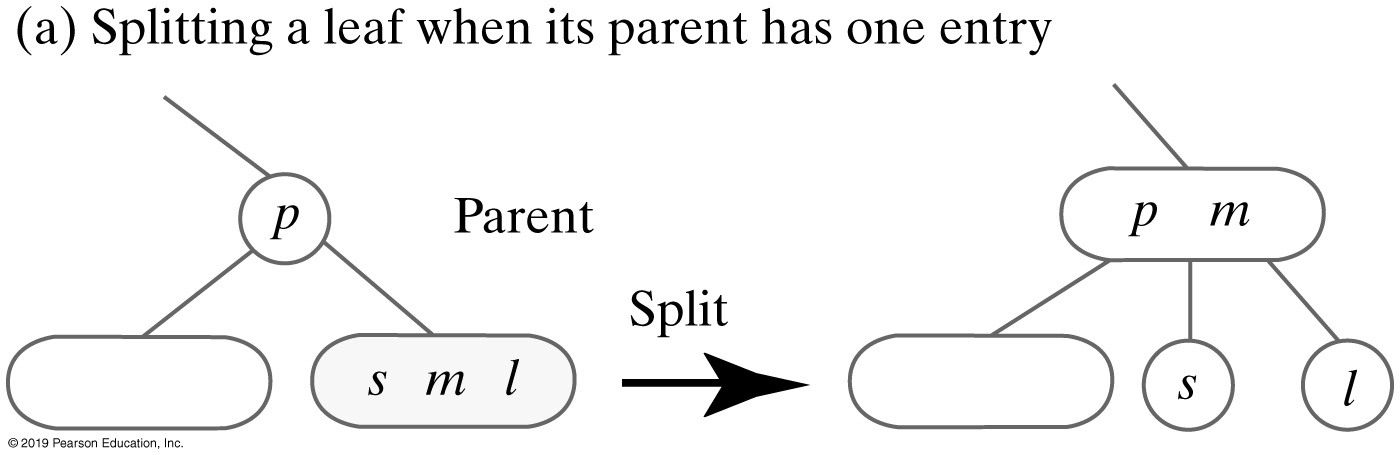 (a) Splitting a leaf when its parent has one entry
p
Parent
p m
Split
s m l
s
l
© 2019 Pearson Education, Inc.